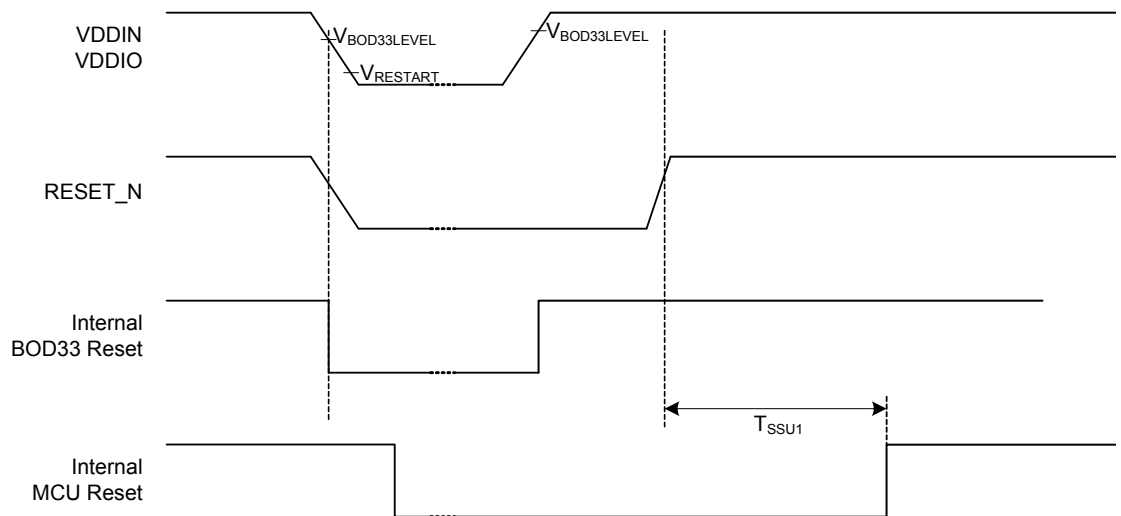 VDDIN
VDDIO
VBOD33LEVEL
VRESTART
VBOD33LEVEL
RESET_N
Internal
BOD33 Reset
TSSU1
Internal
MCU Reset